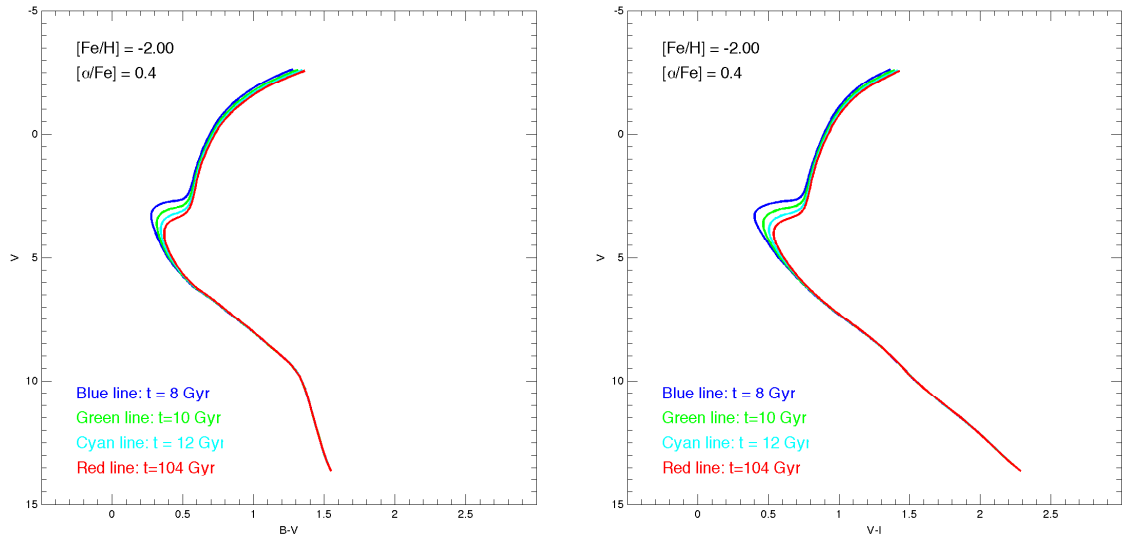 -5
[Fe/H] = -2.00
[α/Fe] = 0.4
0
V
5
10
Blue line: t = 8 Gyr
Green line: t=10 Gyr
Cyan line: t = 12 Gyr
Red line: t=104 Gyr
15
0 0.5 1 1.5 2 2.5
B-V
-5
[Fe/H] = -2.00
[α/Fe] = 0.4
0
V
5
10
Blue line: t = 8 Gyr
Green line: t=10 Gyr
Cyan line: t = 12 Gyr
Red line: t=104 Gyr
15
0 0.5 1 1.5 2 2.5
V-I